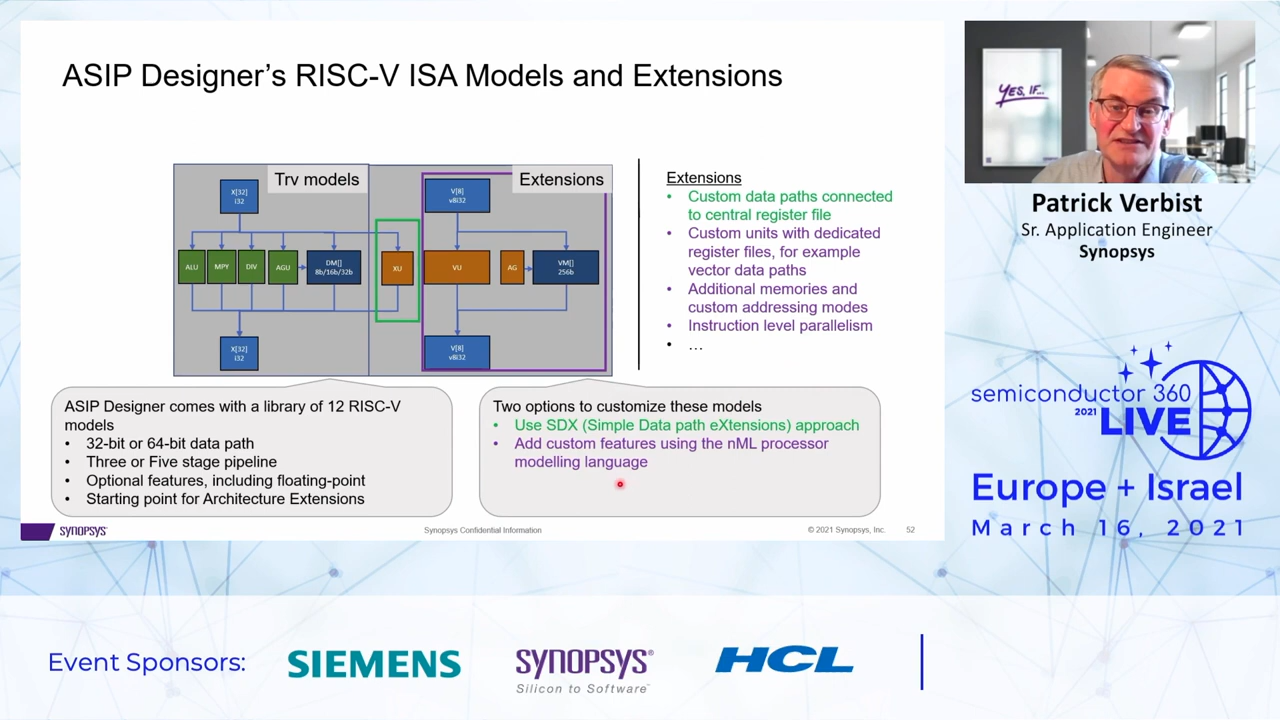 ASIP Designer's RISC-V ISA Models and Extensions
Trv models
Extensions
X[32]
i32
V[8]
v8i32
ALU
MPY
DIV
AGU
DM[]
8b/16b/32b
XU
VU
AG
VM[]
256b
X[32]
i32
V[8]
v8i32
Extensions
• Custom data paths connected
to central register file
• Custom units with dedicated
register files, for example
vector data paths
• Additional memories and
custom addressing modes
• Instruction level parallelism
• …
ASIP Designer comes with a library of 12 RISC-V
models
• 32-bit or 64-bit data path
• Three or Five stage pipeline
• Optional features, including floating-point
• Starting point for Architecture Extensions
Two options to customize these models
• Use SDX (Simple Data path eXtensions) approach
• Add custom features using the nML processor
modelling language
SYNOPSYS®
Synopsys Confidential Information
© 2021 Synopsys, Inc.
52
YES, IF...
Patrick Verbist
Sr. Application Engineer
Synopsys
semiconductor 360
2021 LIVE
Europe + Israel
March 16, 2021
Event Sponsors:
SIEMENS
SYNOPSYS®
Silicon to Software™
HCL